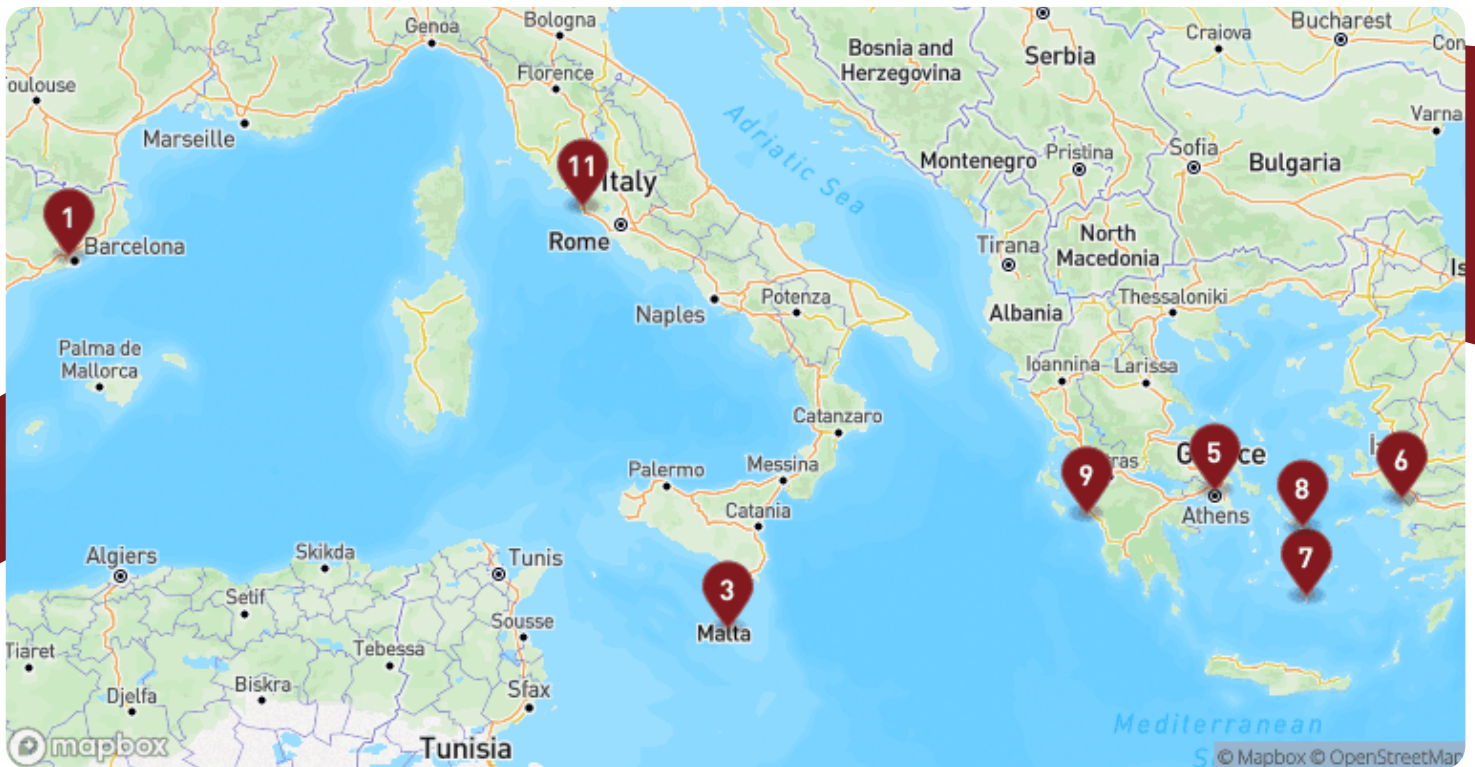 Genoa
Bologna
Bucharest
Craiova
Con
Serbia
Bosnia and
Herzegovina
Florence
oulouse
Marseille
Varna
Adriatic Sea
Montenegro
Pristina
Sofia
Bulgaria
11
Italy
1
Barcelona
Rome
Tirana
North
Macedonia
Is
Naples
Potenza
Albania
Thessaloniki
Palma de
Mallorca
Ioannina
Larissa
Catanzaro
9
ras
G
ce
5
İ
6
Palermo
Messina
8
Catania
Athens
Algiers
Skikda
Tunis
7
3
Setif
Sousse
Malta
Tiaret
Tebessa
Djelfa
Biskra
Sfax
Mediterranean
S
mapbox
Tunisia
© Mapbox © OpenStreetMap